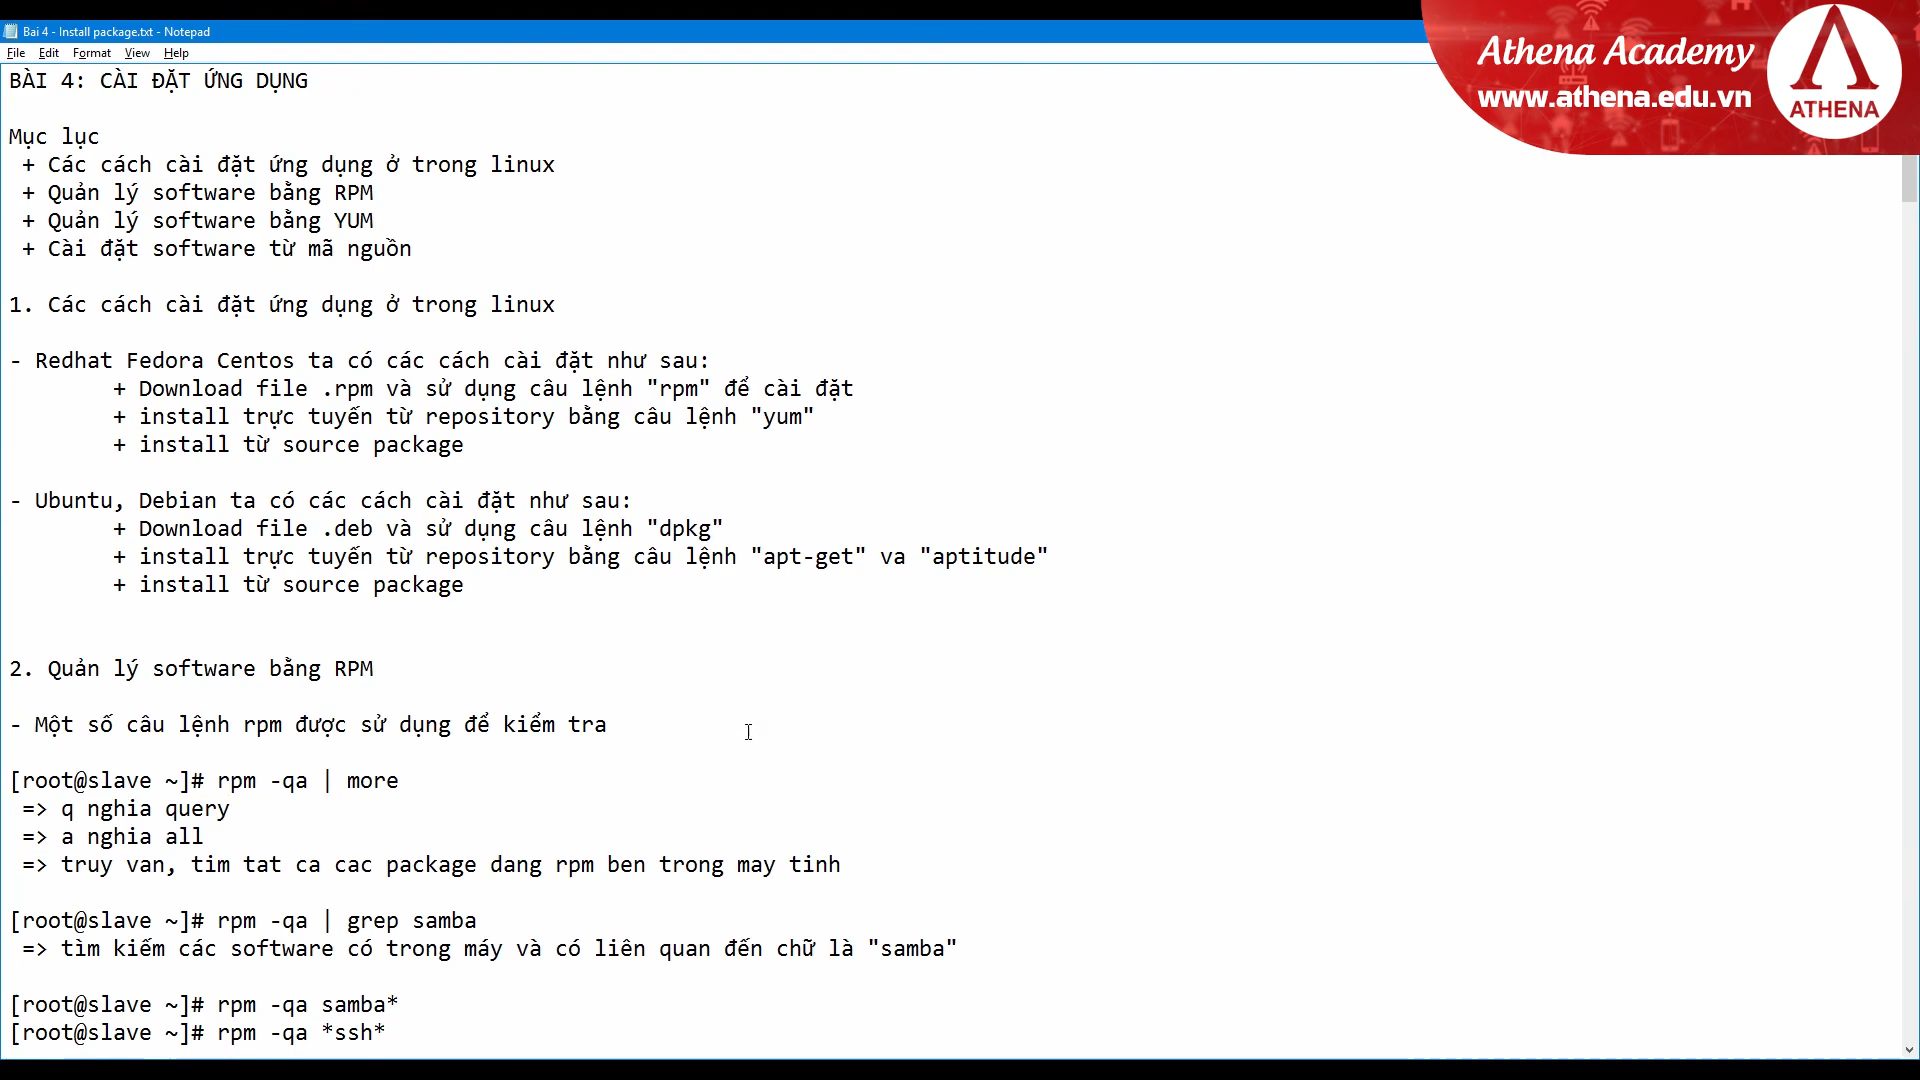 Bai 4 - Install package.txt - Notepad
File Edit Format View Help
Athena Academy
www.athena.edu.vn
ATHENA
BÀI 4: CÀI ĐẶT ỨNG DỤNG
Mục lục
+ Các cách cài đặt ứng dụng ở trong linux
+ Quản lý software bằng RPM
+ Quản lý software bằng YUM
+ Cài đặt software từ mã nguồn
1. Các cách cài đặt ứng dụng ở trong linux
- Redhat Fedora Centos ta có các cách cài đặt như sau:
+ Download file .rpm và sử dụng câu lệnh "rpm" để cài đặt
+ install trực tuyến từ repository bằng câu lệnh "yum"
+ install từ source package
- Ubuntu, Debian ta có các cách cài đặt như sau:
+ Download file .deb và sử dụng câu lệnh "dpkg"
+ install trực tuyến từ repository bằng câu lệnh "apt-get" va "aptitude"
+ install từ source package
2. Quản lý software bằng RPM
- Một số câu lệnh rpm được sử dụng để kiểm tra
[root@slave ~]# rpm -qa | more
=> q nghia query
=> a nghia all
=> truy van, tim tat ca cac package dang rpm ben trong may tinh
[root@slave ~]# rpm -qa | grep samba
=> tìm kiếm các software có trong máy và có liên quan đến chữ là "samba"
[root@slave ~]# rpm -qa samba*
[root@slave ~]# rpm -qa *ssh*